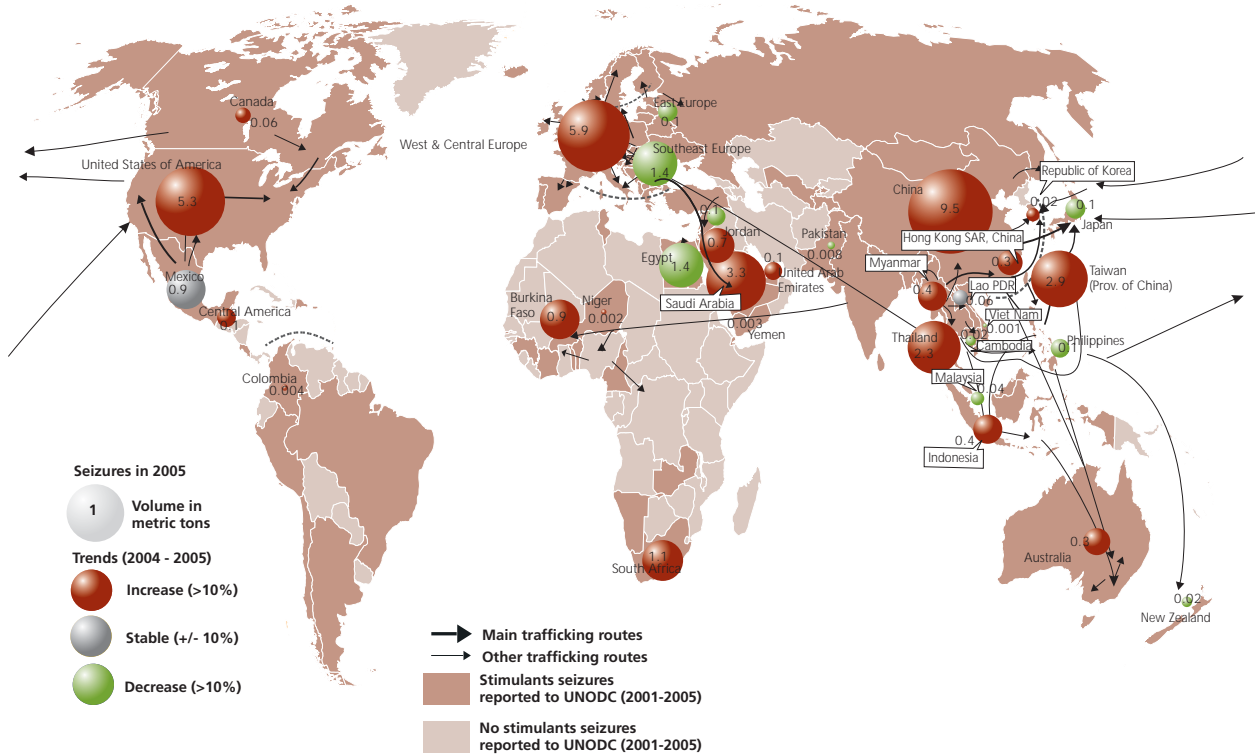 Canada
0.06
United States of America
5.3
Mexico
0.9
Central America
0.1
Colombia
0.004
West & Central Europe
5.9
East Europe
0.1
Southeast Europe
1.4
0.1
Jordan
0.7
Egypt
1.4
3.3
Saudi Arabia
0.1
United Arab
Emirates
0.003
Yemen
Pakistan
0.008
Burkina
Faso
0.9
Niger
0.002
1.1
South Africa
China
9.5
Republic of Korea
0.02
0.1
Japan
Hong Kong SAR, China
0.3
Myanmar
0.4
Lao PDR
0.06
2.9
Taiwan
(Prov. of China)
Viet Nam
0.001
0.02
Cambodia
Thailand
2.3
0.1
Philippines
Malaysia
0.04
0.4
Indonesia
0.3
Australia
0.02
New Zealand
Seizures in 2005
1
Volume in
metric tons
Trends (2004 - 2005)
Increase (>10%)
Stable (+/- 10%)
Decrease (>10%)
Main trafficking routes
Other trafficking routes
Stimulants seizures
reported to UNODC (2001-2005)
No stimulants seizures
reported to UNODC (2001-2005)